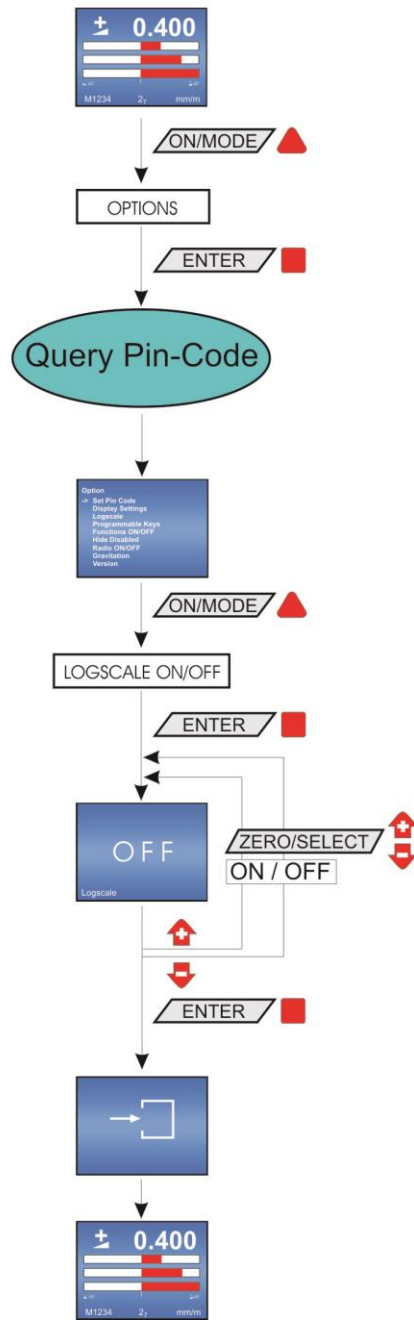 ± 0.400
M1234 2₇ mm/m
ON/MODE
OPTIONS
ENTER
Query Pin-Code
Option
-> Set Pin Code
Display Settings
Logscale
Programmable Keys
Functions ON/OFF
Hide Disabled
Radio ON/OFF
Gravitation
Version
ON/MODE
LOGSCALE ON/OFF
ENTER
OFF
Logscale
ZERO/SELECT
ON / OFF
ENTER
± 0.400
M1234 2₇ mm/m